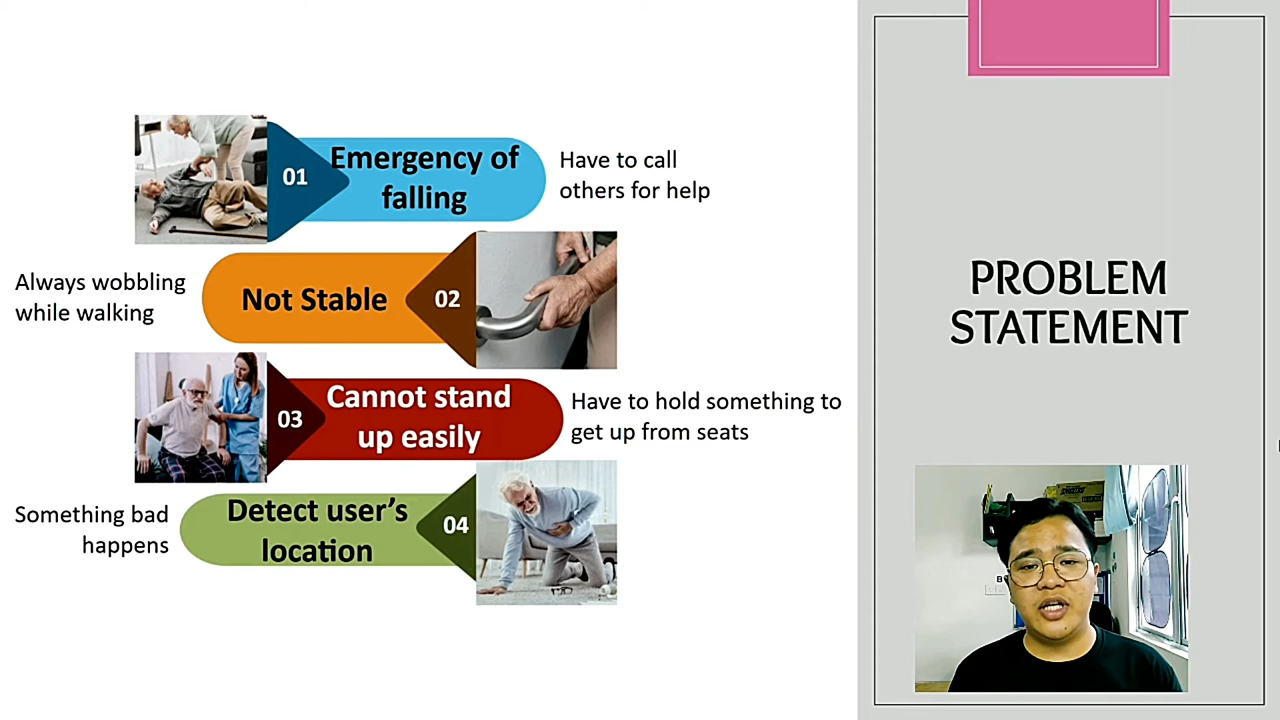 01
Emergency of
falling
Have to call
others for help
Always wobbling
while walking
Not Stable
02
03
Cannot stand
up easily
Have to hold something to
get up from seats
Something bad
happens
Detect user's
location
04
PROBLEM
STATEMENT